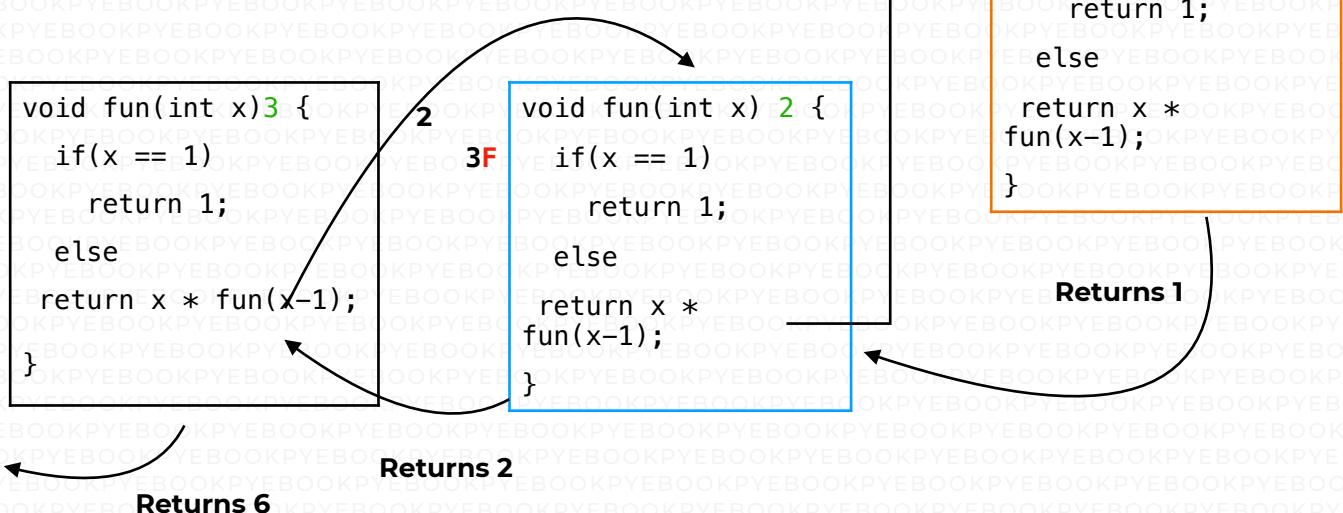 void fun(int x)3 {
if(x == 1)
return 1;
else
return x * fun(x-1);
}
2
3F
void fun(int x) 2 {
if(x == 1)
return 1;
else
return x *
fun(x-1);
}
return 1;
else
return x *
fun(x-1);
}
Returns 1
Returns 2
Returns 6